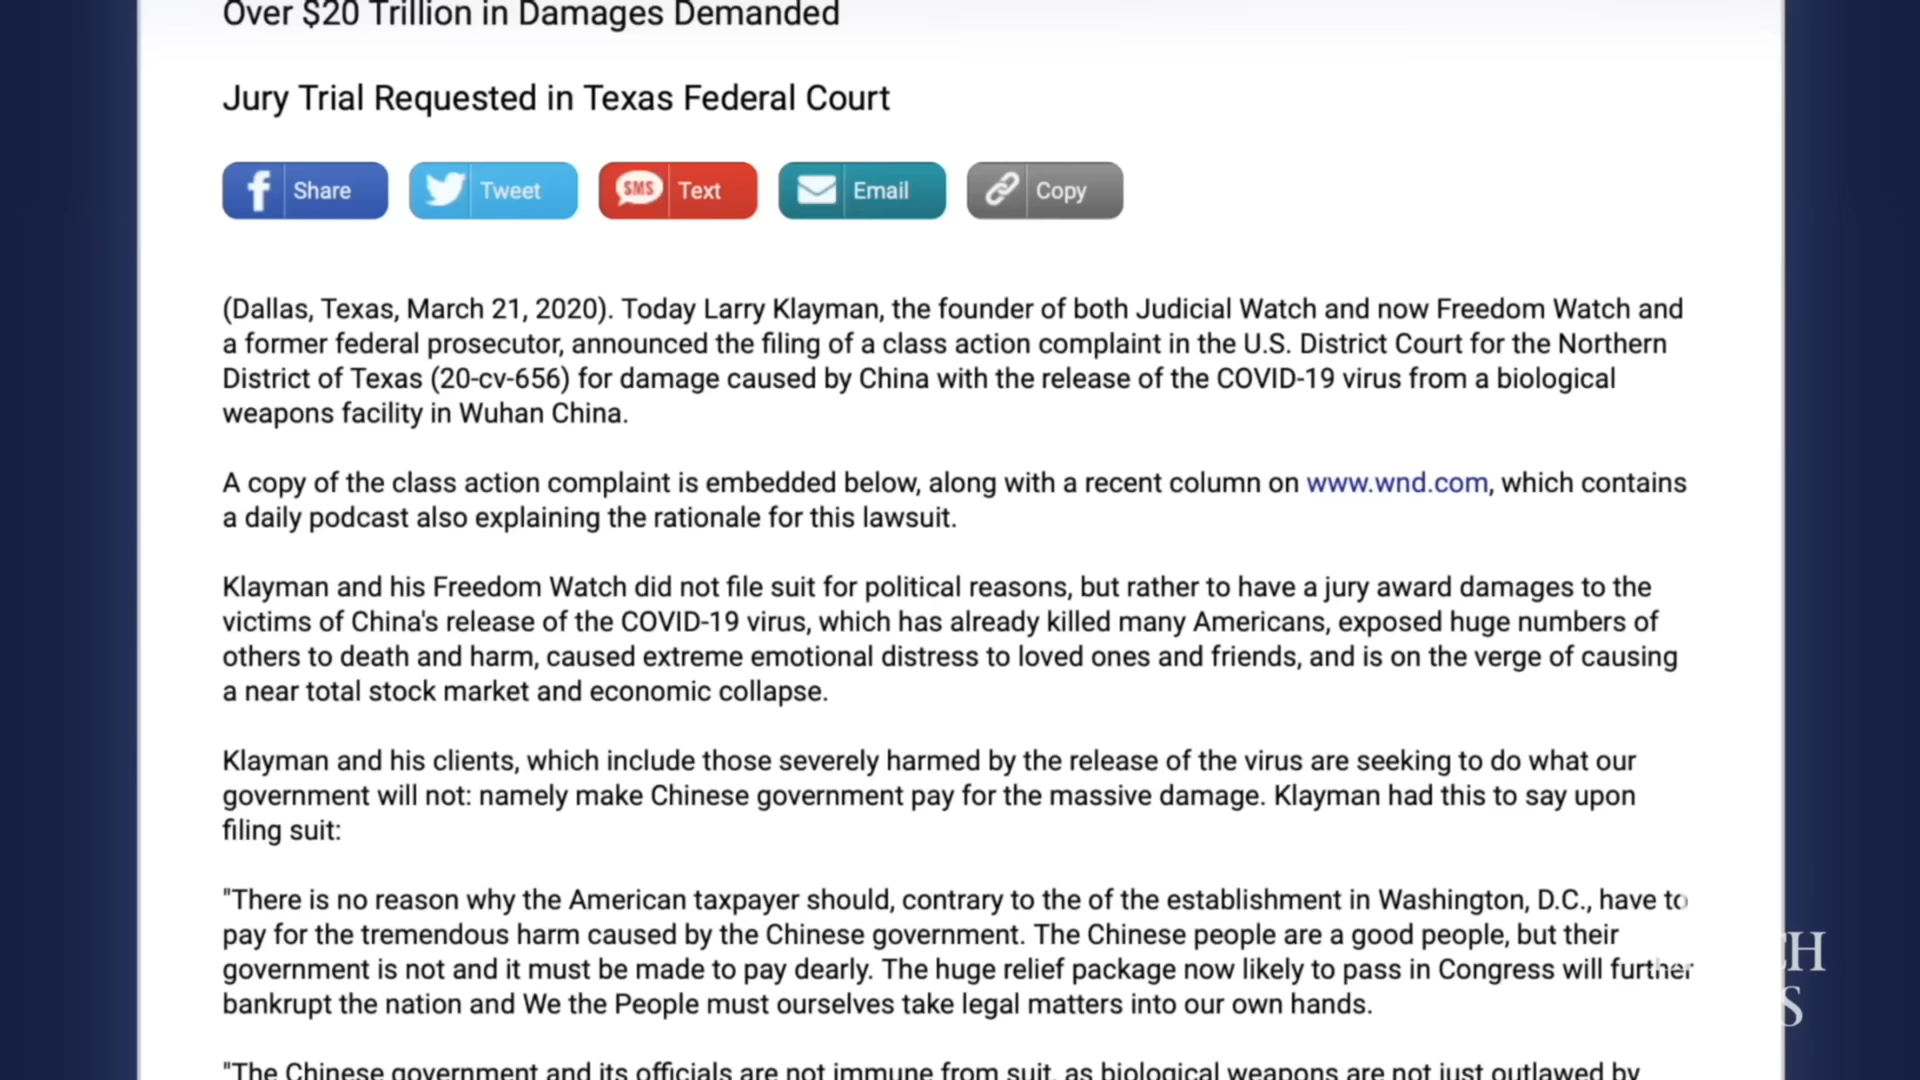 Over $20 Trillion in Damages Demanded
Jury Trial Requested in Texas Federal Court
Share
Tweet
SMS Text
Email
Copy
(Dallas, Texas, March 21, 2020). Today Larry Klayman, the founder of both Judicial Watch and now Freedom Watch and
a former federal prosecutor, announced the filing of a class action complaint in the U.S. District Court for the Northern
District of Texas (20-cv-656) for damage caused by China with the release of the COVID-19 virus from a biological
weapons facility in Wuhan China.
A copy of the class action complaint is embedded below, along with a recent column on www.wnd.com, which contains
a daily podcast also explaining the rationale for this lawsuit.
Klayman and his Freedom Watch did not file suit for political reasons, but rather to have a jury award damages to the
victims of China's release of the COVID-19 virus, which has already killed many Americans, exposed huge numbers of
others to death and harm, caused extreme emotional distress to loved ones and friends, and is on the verge of causing
a near total stock market and economic collapse.
Klayman and his clients, which include those severely harmed by the release of the virus are seeking to do what our
government will not: namely make Chinese government pay for the massive damage. Klayman had this to say upon
filing suit:
"There is no reason why the American taxpayer should, contrary to the of the establishment in Washington, D.C., have to
pay for the tremendous harm caused by the Chinese government. The Chinese people are a good people, but their
government is not and it must be made to pay dearly. The huge relief package now likely to pass in Congress will further
bankrupt the nation and We the People must ourselves take legal matters into our own hands.
"The Chinese government and its officials are not immune from suit, as biological weapons are not just outlawed by